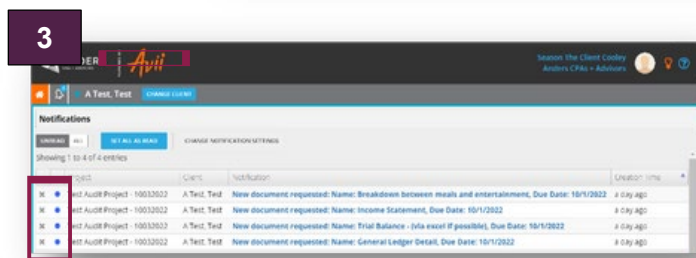 3
Avii
Season The Client Cooley
Anders CPAs + Advisors
A Test, Test CHANGE CLIENT
Notifications
UNREAD ALL SET ALL AS READ CHANGE NOTIFICATION SETTINGS
Showing 1 to 4 of 4 entries
Client Notification Creation Time
est Audit Project - 10032022 A Test, Test New document requested: Name: Breakdown between meals and entertainment, Due Date: 10/1/2022 a day ago
est Audit Project - 10032022 A Test, Test New document requested: Name: Income Statement, Due Date: 10/1/2022 a day ago
est Audit Project - 10032022 A Test, Test New document requested: Name: Trial Balance - (via excel if possible), Due Date: 10/1/2022 a day ago
est Audit Project - 10032022 A Test, Test New document requested: Name: General Ledger Detail, Due Date: 10/1/2022 a day ago